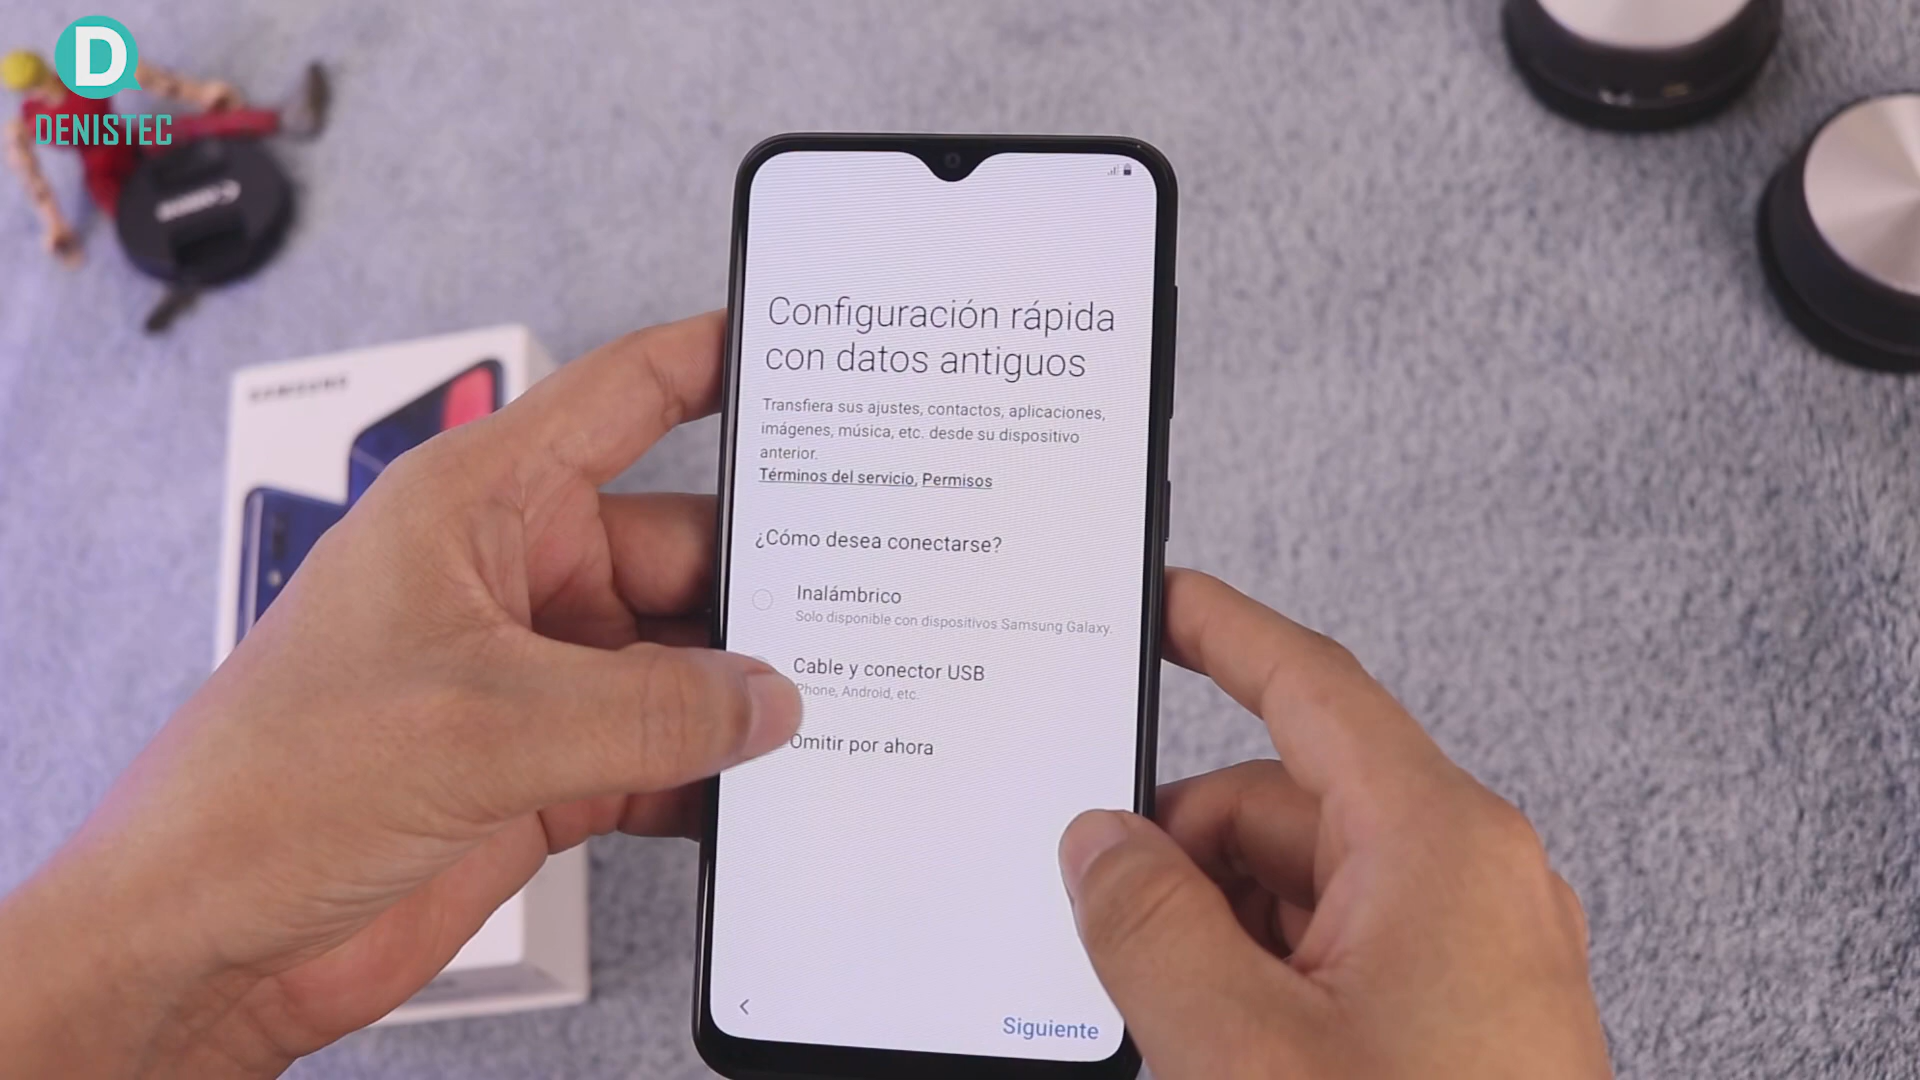 DENISTEC
Canon
SAMSUNG
Configuración rápida
con datos antiguos
Transfiera sus ajustes, contactos, aplicaciones,
imágenes, música, etc. desde su dispositivo
anterior.
Términos del servicio, Permisos
¿Cómo desea conectarse?
Inalámbrico
Solo disponible con dispositivos Samsung Galaxy.
Cable y conector USB
Phone, Android, etc.
Omitir por ahora
Siguiente